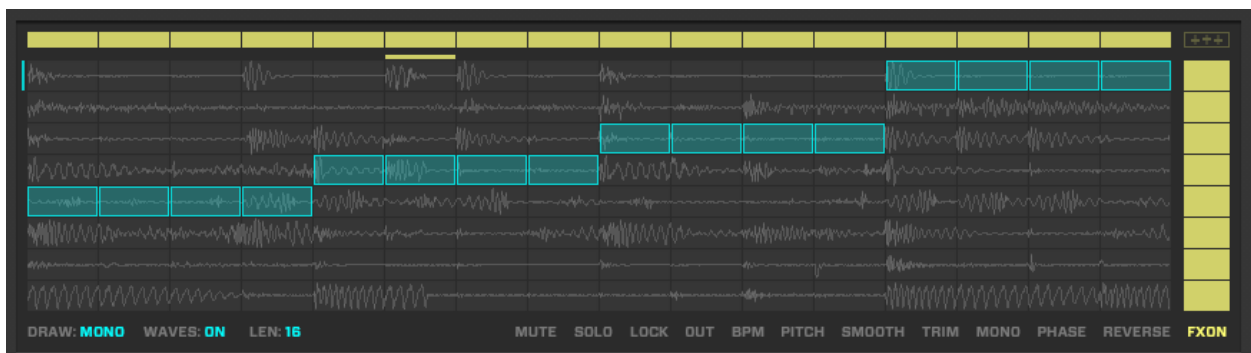 DRAW: MONO WAVES: ON LEN: 16 MUTE SOLO LOCK OUT BPM PITCH SMOOTH TRIM MONO PHASE REVERSE FXON